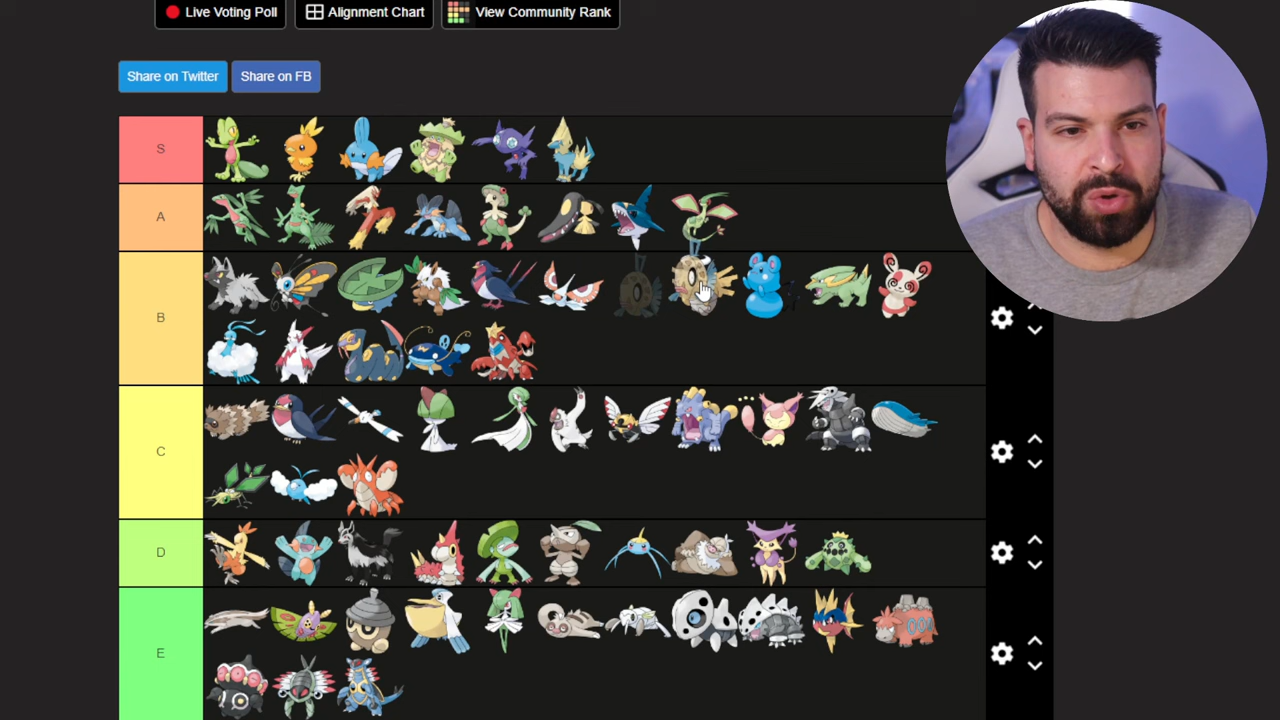 Live Voting Poll
Alignment Chart
View Community Rank
Share on Twitter
Share on FB
S
A
B
C
D
E